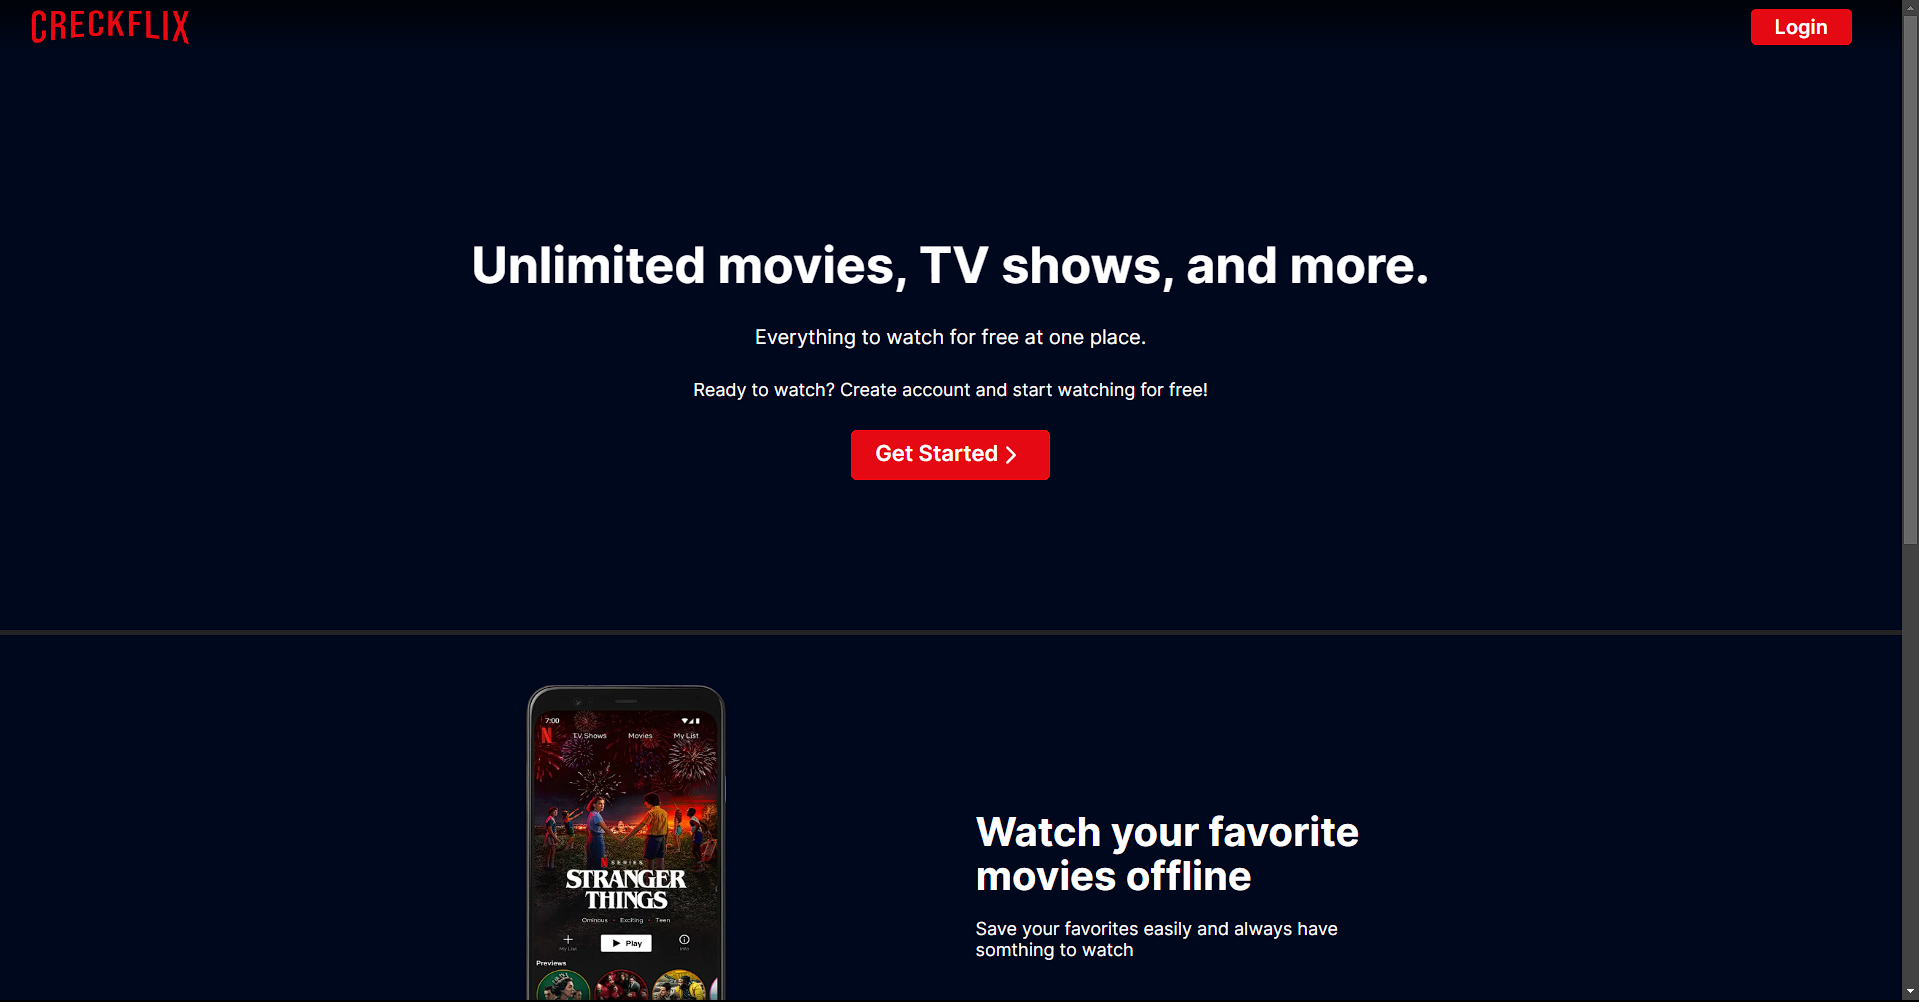 CRECKFLIX
Login
Unlimited movies, TV shows, and more.
Everything to watch for free at one place.
Ready to watch? Create account and start watching for free!
Get Started
7:00
N
TV Shows
Movies
My List
N SERIES
STRANGER
THINGS
Ominous · Exciting · Teen
Play
My List
Info
Previews
Watch your favorite
movies offline
Save your favorites easily and always have
somthing to watch